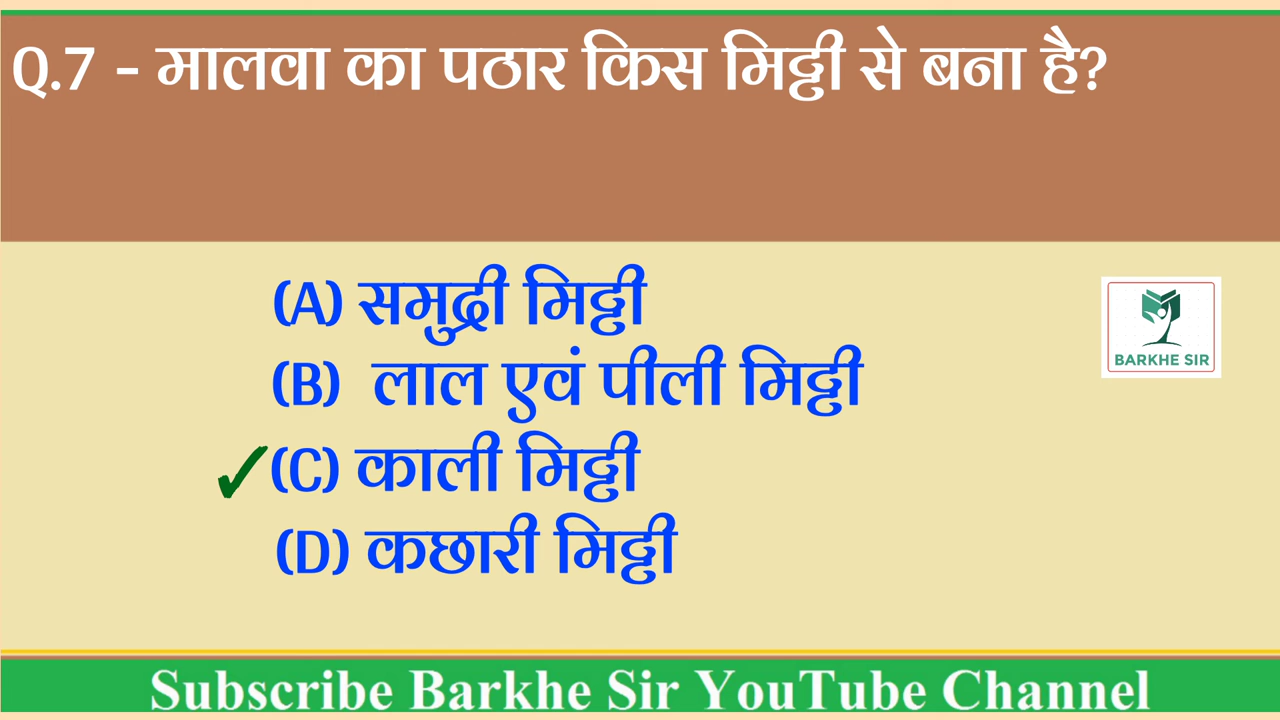 Q.7 - मालवा का पठार किस मिट्टी से बना है?
(A) समुद्री मिट्टी
(B) लाल एवं पीली मिट्टी
BARKHE SIR
✓(C) काली मिट्टी
(D) कछारी मिट्टी
Subscribe Barkhe Sir YouTube Channel